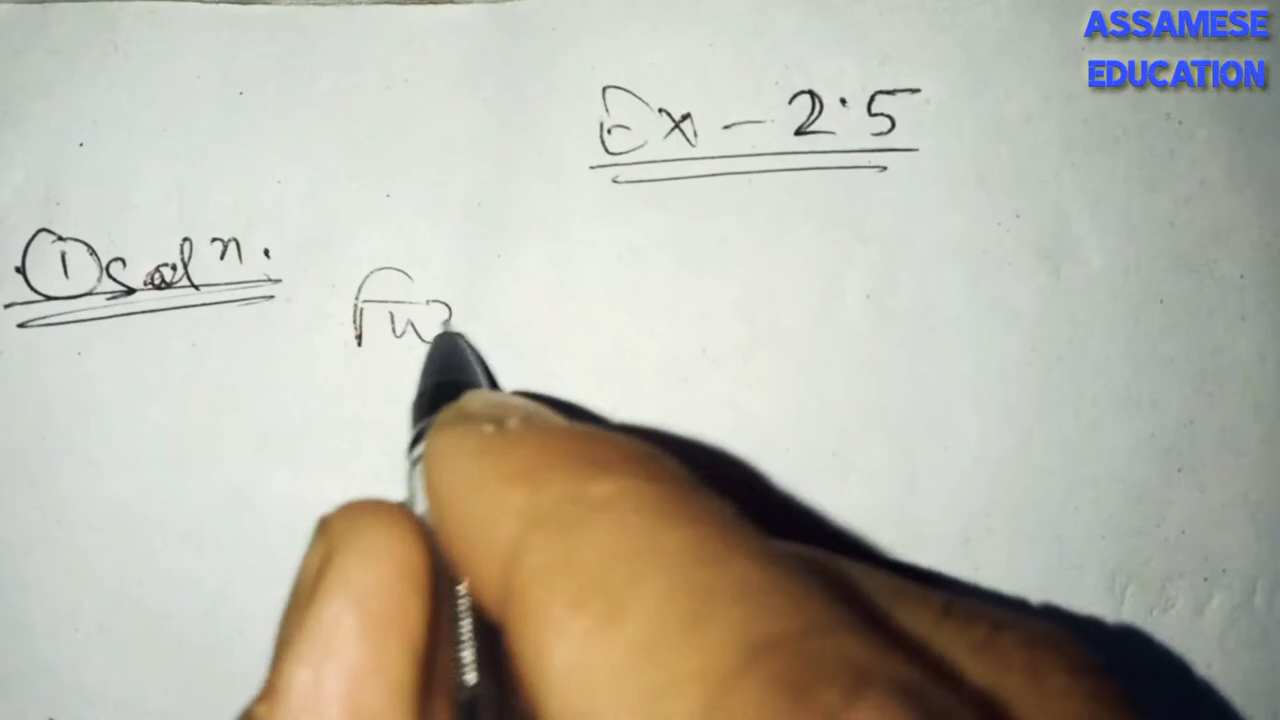 ASSAMESE
EDUCATION
Ex - 2.5
① Solⁿ.